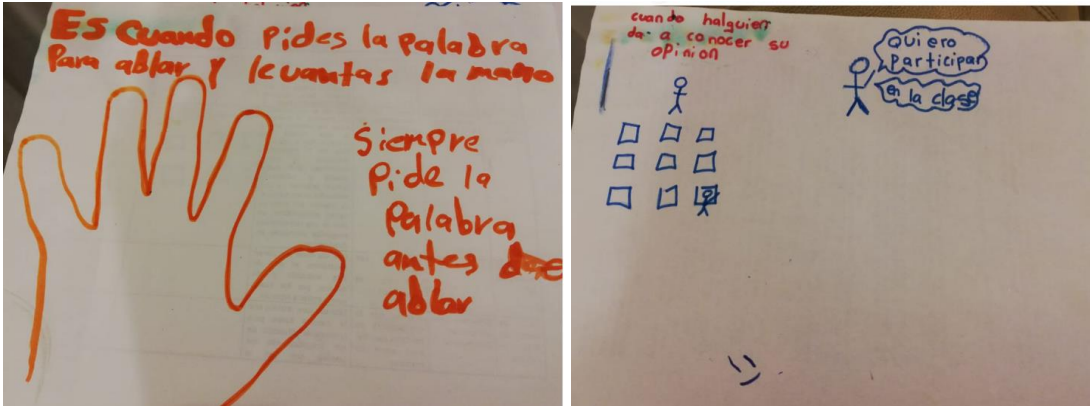 Es cuando pides la palabra
Para ablar y levantas la mano
Siempre
Pide la
Palabra
antes de
ablar
cuando halguien
da a conocer su
opinion
Quiero
participar
en la clase